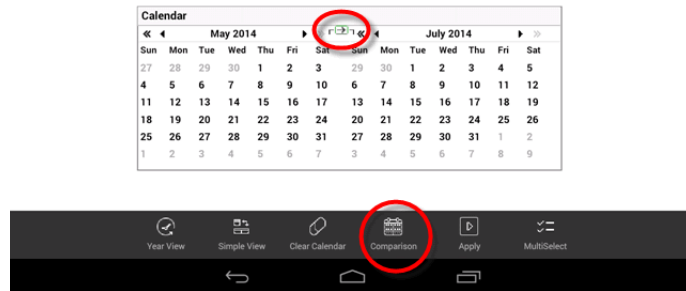 Calendar
« May 2014 » « July 2014 »
Sun Mon Tue Wed Thu Fri Sat Sun Mon Tue Wed Thu Fri Sat
27 28 29 30 1 2 3 29 30 1 2 3 4 5
4 5 6 7 8 9 10 6 7 8 9 10 11 12
11 12 13 14 15 16 17 13 14 15 16 17 18 19
18 19 20 21 22 23 24 20 21 22 23 24 25 26
25 26 27 28 29 30 31 27 28 29 30 31 1 2
1 2 3 4 5 6 7 3 4 5 6 7 8 9
Year View Simple View Clear Calendar Comparison Apply MultiSelect